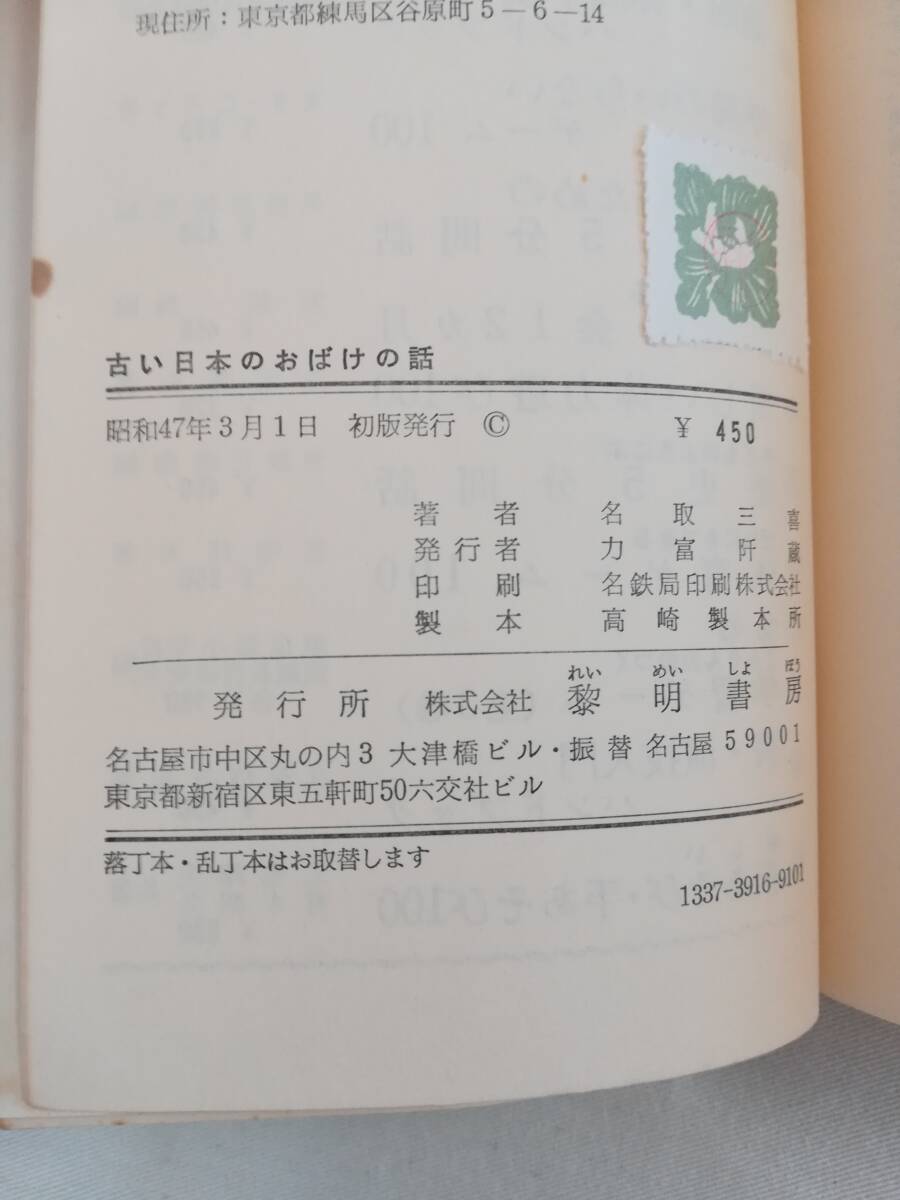 現住所：東京都練馬区谷原町5－6－14
古い日本のおばけの話
昭和47年3月1日　初版発行　©　￥450
著者　名取三喜
発行者　力富阡蔵
印刷　名鉄局印刷株式会社
製本　高崎製本所
れい　めい　しよ　ぼう
発行所　株式会社　黎明書房
名古屋市中区丸の内3　大津橋ビル・振替　名古屋59001
東京都新宿区東五軒町50六交社ビル
落丁本・乱丁本はお取替します
1337-3916-9101